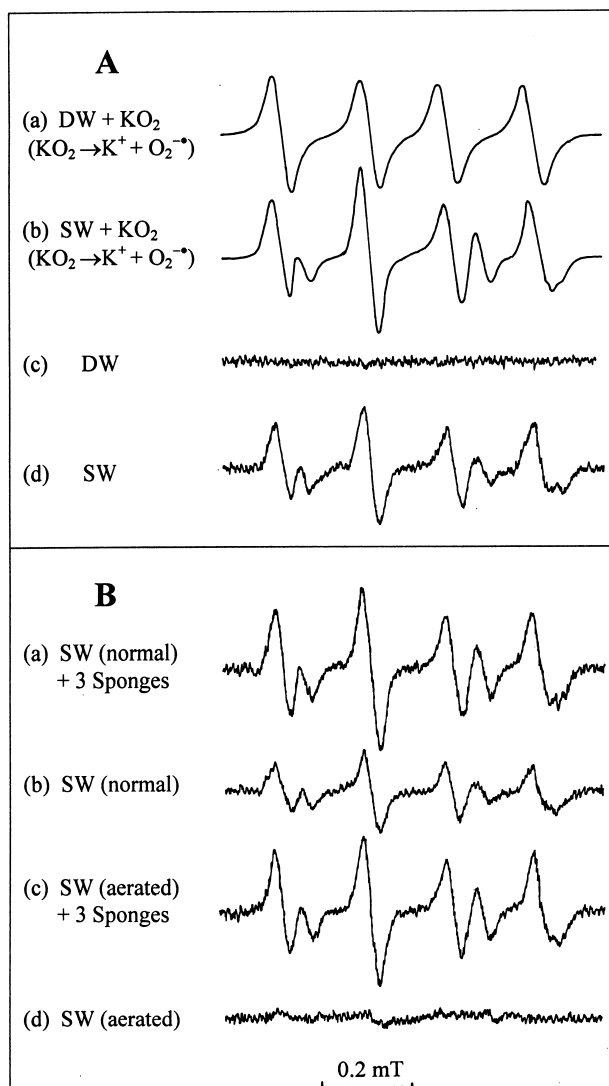 A
(a) DW + KO₂
(KO₂→K⁺ + O₂⁻•)
(b) SW + KO₂
(KO₂→K⁺ + O₂⁻•)
(c) DW
(d) SW
B
(a) SW (normal)
+ 3 Sponges
(b) SW (normal)
(c) SW (aerated)
+ 3 Sponges
(d) SW (aerated)
0.2 mT